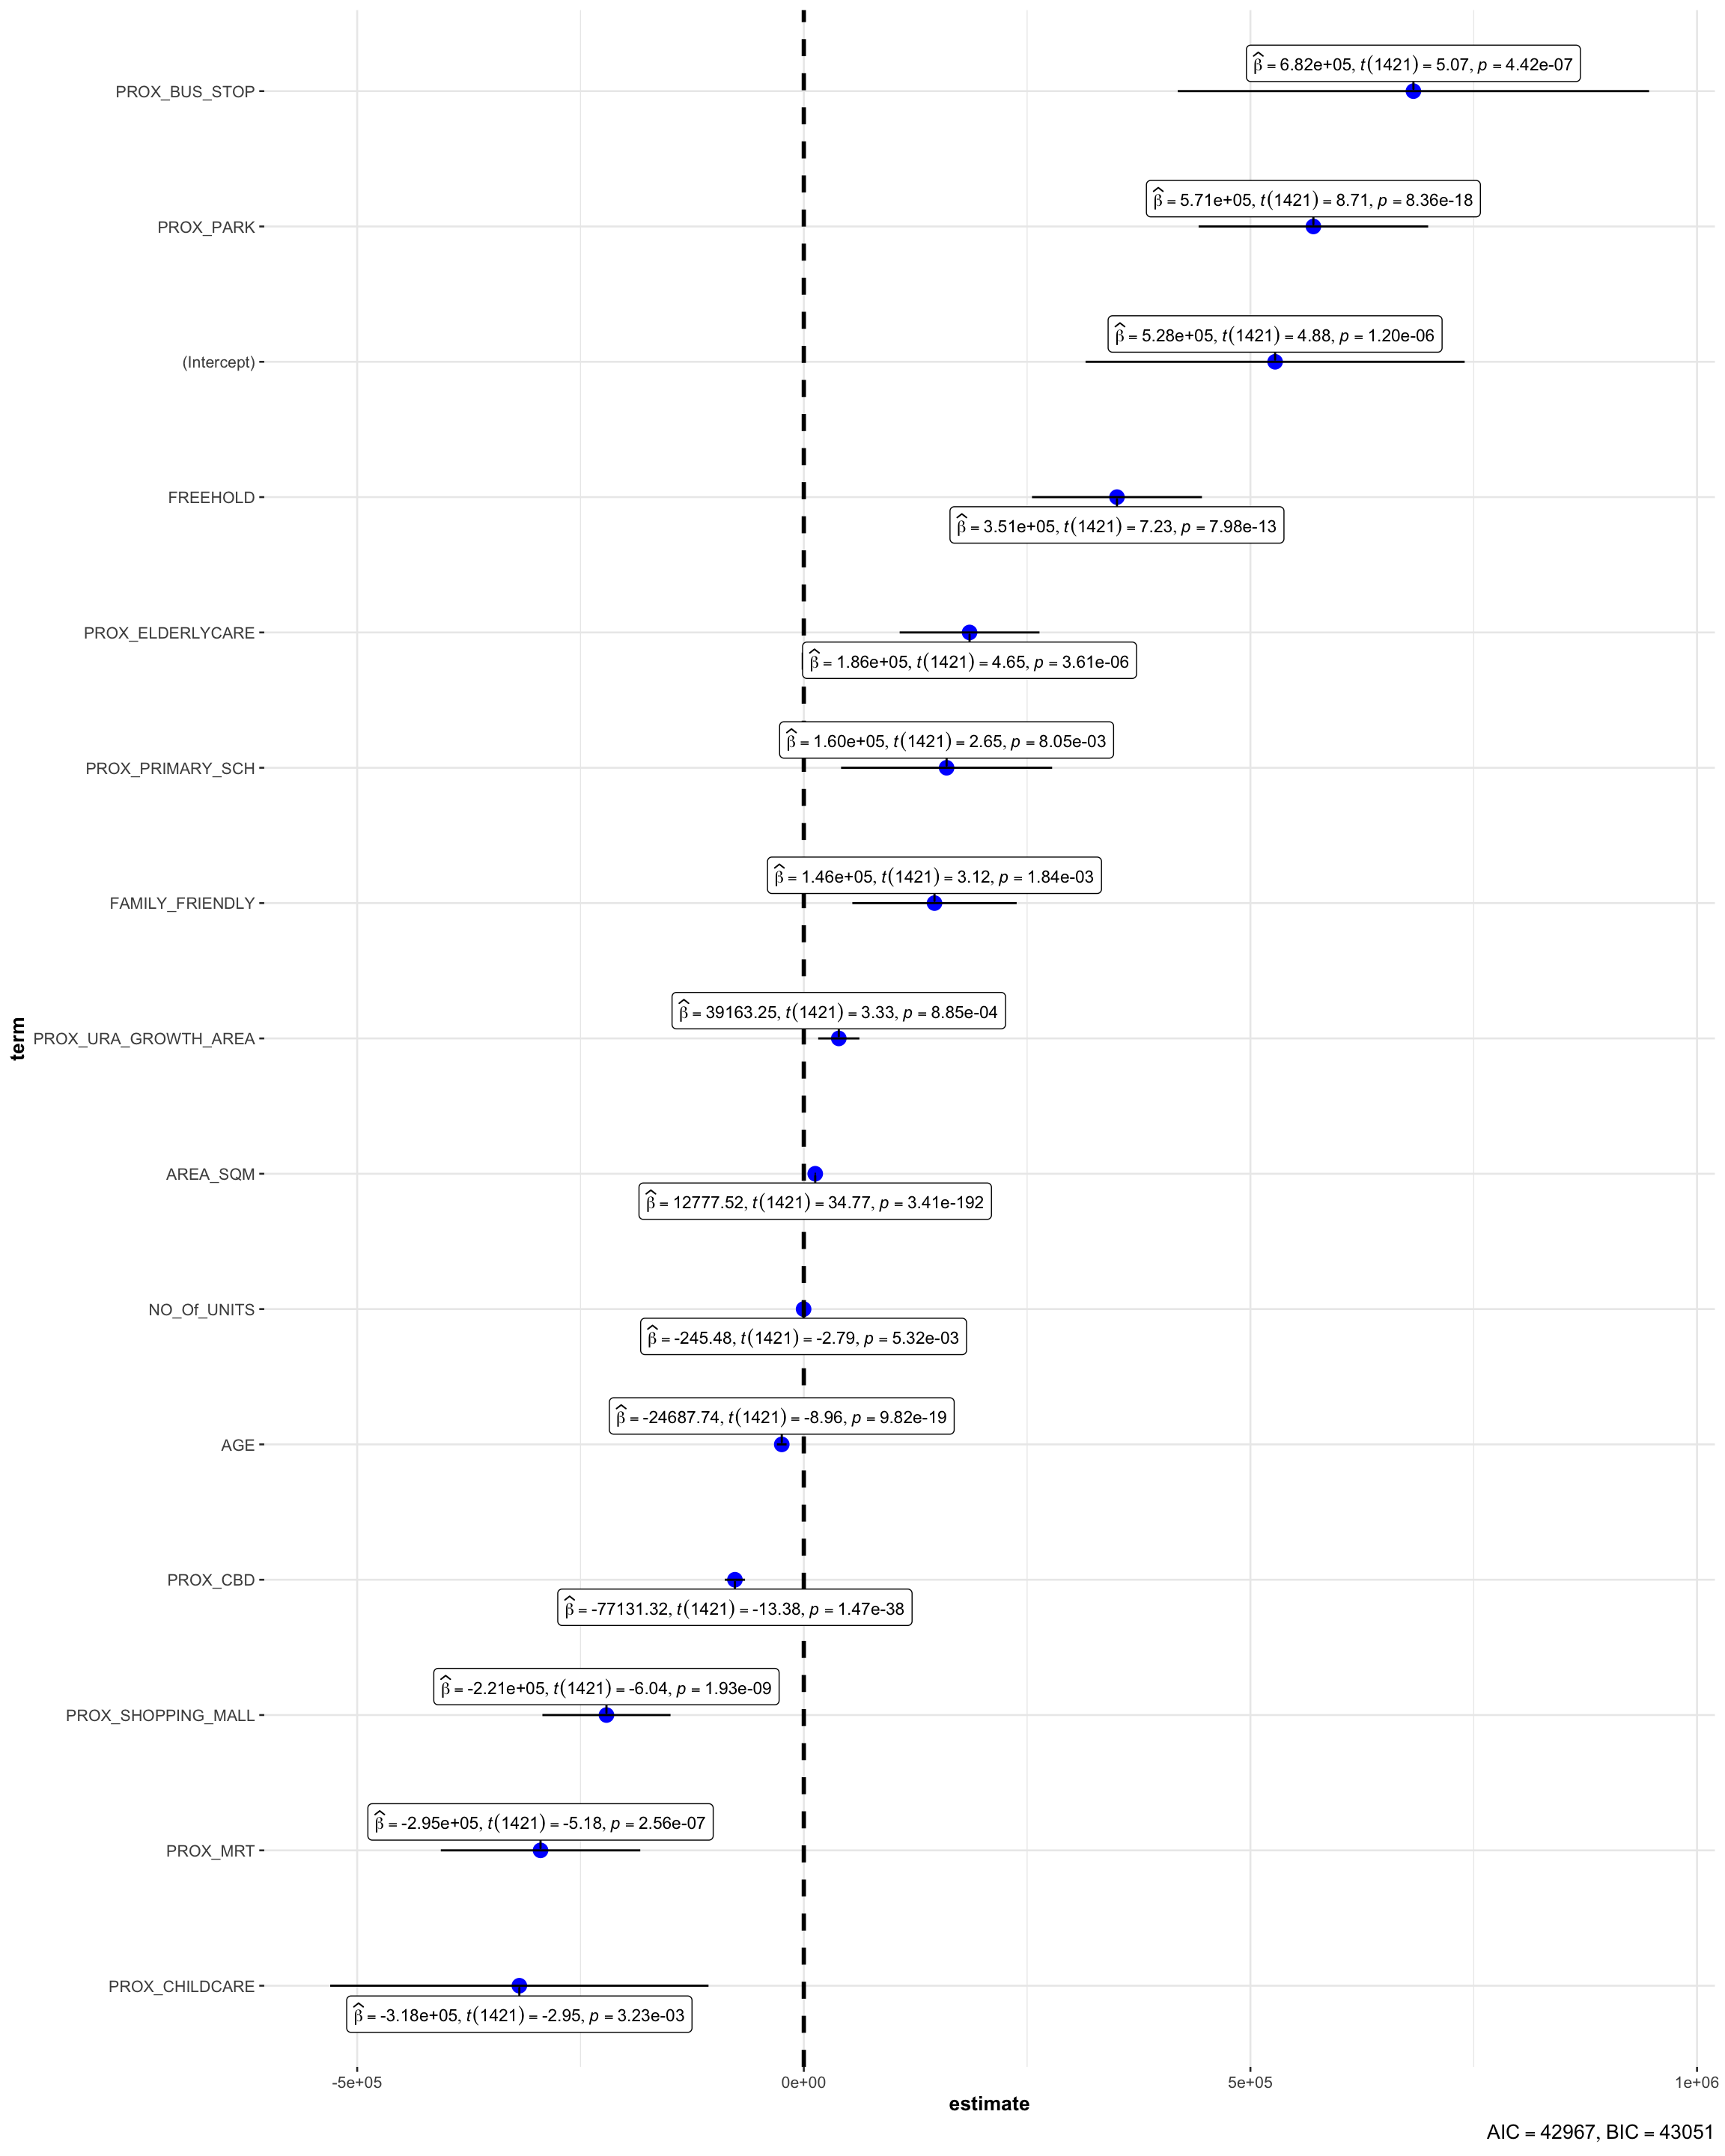 PROX_BUS_STOP
β̂ = 6.82e+05, t(1421) = 5.07, p = 4.42e-07
PROX_PARK
β̂ = 5.71e+05, t(1421) = 8.71, p = 8.36e-18
(Intercept)
β̂ = 5.28e+05, t(1421) = 4.88, p = 1.20e-06
FREEHOLD
β̂ = 3.51e+05, t(1421) = 7.23, p = 7.98e-13
PROX_ELDERLYCARE
β̂ = 1.86e+05, t(1421) = 4.65, p = 3.61e-06
PROX_PRIMARY_SCH
β̂ = 1.60e+05, t(1421) = 2.65, p = 8.05e-03
FAMILY_FRIENDLY
β̂ = 1.46e+05, t(1421) = 3.12, p = 1.84e-03
PROX_URA_GROWTH_AREA
β̂ = 39163.25, t(1421) = 3.33, p = 8.85e-04
AREA_SQM
β̂ = 12777.52, t(1421) = 34.77, p = 3.41e-192
NO_Of_UNITS
β̂ = -245.48, t(1421) = -2.79, p = 5.32e-03
AGE
β̂ = -24687.74, t(1421) = -8.96, p = 9.82e-19
PROX_CBD
β̂ = -77131.32, t(1421) = -13.38, p = 1.47e-38
PROX_SHOPPING_MALL
β̂ = -2.21e+05, t(1421) = -6.04, p = 1.93e-09
PROX_MRT
β̂ = -2.95e+05, t(1421) = -5.18, p = 2.56e-07
PROX_CHILDCARE
β̂ = -3.18e+05, t(1421) = -2.95, p = 3.23e-03
term
-5e+05 0e+00 5e+05 1e+06
estimate
AIC = 42967, BIC = 43051